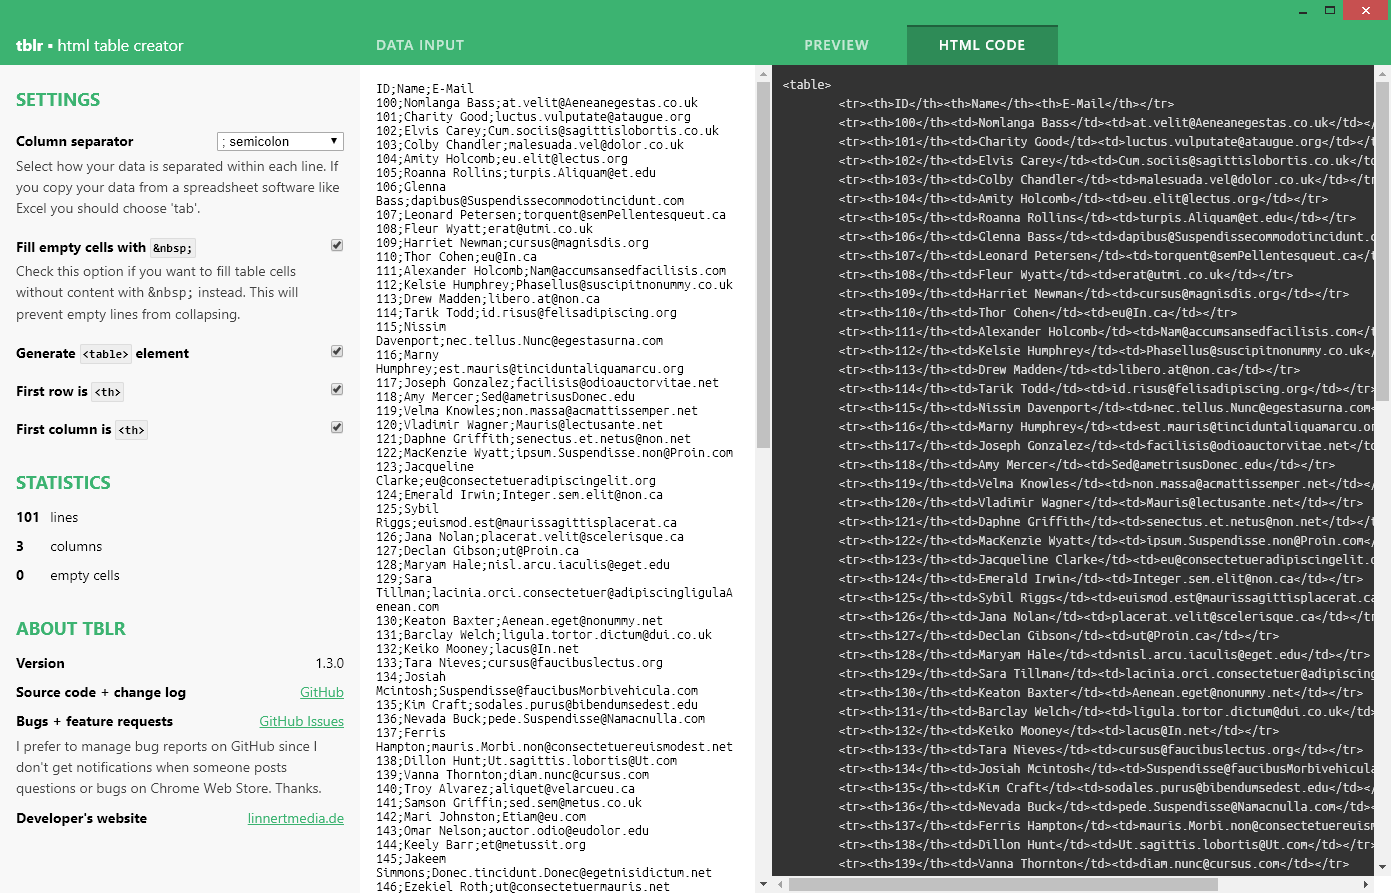 tblr ▪ html table creator
DATA INPUT
PREVIEW
HTML CODE
SETTINGS
Column separator
; semicolon
Select how your data is separated within each line. If
you copy your data from a spreadsheet software like
Excel you should choose 'tab'.
Fill empty cells with &nbsp;
Check this option if you want to fill table cells
without content with &nbsp; instead. This will
prevent empty lines from collapsing.
Generate <table> element
First row is <th>
First column is <th>
STATISTICS
101 lines
3 columns
0 empty cells
ABOUT TBLR
Version 1.3.0
Source code + change log GitHub
Bugs + feature requests GitHub Issues
I prefer to manage bug reports on GitHub since I
don't get notifications when someone posts
questions or bugs on Chrome Web Store. Thanks.
Developer's website linnertmedia.de
ID;Name;E-Mail
100;Nomlanga Bass;at.velit@Aeneanegestas.co.uk
101;Charity Good;luctus.vulputate@ataugue.org
102;Elvis Carey;Cum.sociis@sagittislobortis.co.uk
103;Colby Chandler;malesuada.vel@dolor.co.uk
104;Amity Holcomb;eu.elit@lectus.org
105;Roanna Rollins;turpis.Aliquam@et.edu
106;Glenna
Bass;dapibus@Suspendissecommodotincidunt.com
107;Leonard Petersen;torquent@semPellentesqueut.ca
108;Fleur Wyatt;erat@utmi.co.uk
109;Harriet Newman;cursus@magnisdis.org
110;Thor Cohen;eu@In.ca
111;Alexander Holcomb;Nam@accumsansedfacilisis.com
112;Kelsie Humphrey;Phasellus@suscipitnonummy.co.uk
113;Drew Madden;libero.at@non.ca
114;Tarik Todd;id.risus@felisadipiscing.org
115;Nissim
Davenport;nec.tellus.Nunc@egestasurna.com
116;Marny
Humphrey;est.mauris@tinciduntaliquamarcu.org
117;Joseph Gonzalez;facilisis@odioauctorvitae.net
118;Amy Mercer;Sed@ametrisusDonec.edu
119;Velma Knowles;non.massa@acmattissemper.net
120;Vladimir Wagner;Mauris@lectusante.net
121;Daphne Griffith;senectus.et.netus@non.net
122;MacKenzie Wyatt;ipsum.Suspendisse.non@Proin.com
123;Jacqueline
Clarke;eu@consectetueradipiscingelit.org
124;Emerald Irwin;Integer.sem.elit@non.ca
125;Sybil
Riggs;euismod.est@maurissagittisplacerat.ca
126;Jana Nolan;placerat.velit@scelerisque.ca
127;Declan Gibson;ut@Proin.ca
128;Maryam Hale;nisl.arcu.iaculis@eget.edu
129;Sara
Tillman;lacinia.orci.consectetuer@adipiscingligulaA
enean.com
130;Keaton Baxter;Aenean.eget@nonummy.net
131;Barclay Welch;ligula.tortor.dictum@dui.co.uk
132;Keiko Mooney;lacus@In.net
133;Tara Nieves;cursus@faucibuslectus.org
134;Josiah
Mcintosh;Suspendisse@faucibusMorbivehicula.com
135;Kim Craft;sodales.purus@bibendumsedest.edu
136;Nevada Buck;pede.Suspendisse@Namacnulla.com
137;Ferris
Hampton;mauris.Morbi.non@consectetuereuismodest.net
138;Dillon Hunt;Ut.sagittis.lobortis@Ut.com
139;Vanna Thornton;diam.nunc@cursus.com
140;Troy Alvarez;aliquet@velarcueu.ca
141;Samson Griffin;sed.sem@metus.co.uk
142;Mari Johnston;Etiam@eu.com
143;Omar Nelson;auctor.odio@eudolor.edu
144;Keely Barr;et@metussit.org
145;Jakeem
Simmons;Donec.tincidunt.Donec@egetnisidictum.net
146;Ezekiel Roth;ut@consectetuermauris.net
<table>
<tr><th>ID</th><th>Name</th><th>E-Mail</th></tr>
<tr><th>100</th><td>Nomlanga Bass</td><td>at.velit@Aeneanegestas.co.uk</td></
<tr><th>101</th><td>Charity Good</td><td>luctus.vulputate@ataugue.org</td></t
<tr><th>102</th><td>Elvis Carey</td><td>Cum.sociis@sagittislobortis.co.uk</td
<tr><th>103</th><td>Colby Chandler</td><td>malesuada.vel@dolor.co.uk</td></tr
<tr><th>104</th><td>Amity Holcomb</td><td>eu.elit@lectus.org</td></tr>
<tr><th>105</th><td>Roanna Rollins</td><td>turpis.Aliquam@et.edu</td></tr>
<tr><th>106</th><td>Glenna Bass</td><td>dapibus@Suspendissecommodotincidunt.c
<tr><th>107</th><td>Leonard Petersen</td><td>torquent@semPellentesqueut.ca</t
<tr><th>108</th><td>Fleur Wyatt</td><td>erat@utmi.co.uk</td></tr>
<tr><th>109</th><td>Harriet Newman</td><td>cursus@magnisdis.org</td></tr>
<tr><th>110</th><td>Thor Cohen</td><td>eu@In.ca</td></tr>
<tr><th>111</th><td>Alexander Holcomb</td><td>Nam@accumsansedfacilisis.com</t
<tr><th>112</th><td>Kelsie Humphrey</td><td>Phasellus@suscipitnonummy.co.uk</
<tr><th>113</th><td>Drew Madden</td><td>libero.at@non.ca</td></tr>
<tr><th>114</th><td>Tarik Todd</td><td>id.risus@felisadipiscing.org</td></tr>
<tr><th>115</th><td>Nissim Davenport</td><td>nec.tellus.Nunc@egestasurna.com<
<tr><th>116</th><td>Marny Humphrey</td><td>est.mauris@tinciduntaliquamarcu.or
<tr><th>117</th><td>Joseph Gonzalez</td><td>facilisis@odioauctorvitae.net</td
<tr><th>118</th><td>Amy Mercer</td><td>Sed@ametrisusDonec.edu</td></tr>
<tr><th>119</th><td>Velma Knowles</td><td>non.massa@acmattissemper.net</td></
<tr><th>120</th><td>Vladimir Wagner</td><td>Mauris@lectusante.net</td></tr>
<tr><th>121</th><td>Daphne Griffith</td><td>senectus.et.netus@non.net</td></t
<tr><th>122</th><td>MacKenzie Wyatt</td><td>ipsum.Suspendisse.non@Proin.com</
<tr><th>123</th><td>Jacqueline Clarke</td><td>eu@consectetueradipiscingelit.o
<tr><th>124</th><td>Emerald Irwin</td><td>Integer.sem.elit@non.ca</td></tr>
<tr><th>125</th><td>Sybil Riggs</td><td>euismod.est@maurissagittisplacerat.ca
<tr><th>126</th><td>Jana Nolan</td><td>placerat.velit@scelerisque.ca</td></tr
<tr><th>127</th><td>Declan Gibson</td><td>ut@Proin.ca</td></tr>
<tr><th>128</th><td>Maryam Hale</td><td>nisl.arcu.iaculis@eget.edu</td></tr>
<tr><th>129</th><td>Sara Tillman</td><td>lacinia.orci.consectetuer@adipiscing
<tr><th>130</th><td>Keaton Baxter</td><td>Aenean.eget@nonummy.net</td></tr>
<tr><th>131</th><td>Barclay Welch</td><td>ligula.tortor.dictum@dui.co.uk</td>
<tr><th>132</th><td>Keiko Mooney</td><td>lacus@In.net</td></tr>
<tr><th>133</th><td>Tara Nieves</td><td>cursus@faucibuslectus.org</td></tr>
<tr><th>134</th><td>Josiah Mcintosh</td><td>Suspendisse@faucibusMorbivehicula
<tr><th>135</th><td>Kim Craft</td><td>sodales.purus@bibendumsedest.edu</td></
<tr><th>136</th><td>Nevada Buck</td><td>pede.Suspendisse@Namacnulla.com</td><
<tr><th>137</th><td>Ferris Hampton</td><td>mauris.Morbi.non@consectetuereuism
<tr><th>138</th><td>Dillon Hunt</td><td>Ut.sagittis.lobortis@Ut.com</td></tr>
<tr><th>139</th><td>Vanna Thornton</td><td>diam.nunc@cursus.com</td></tr>